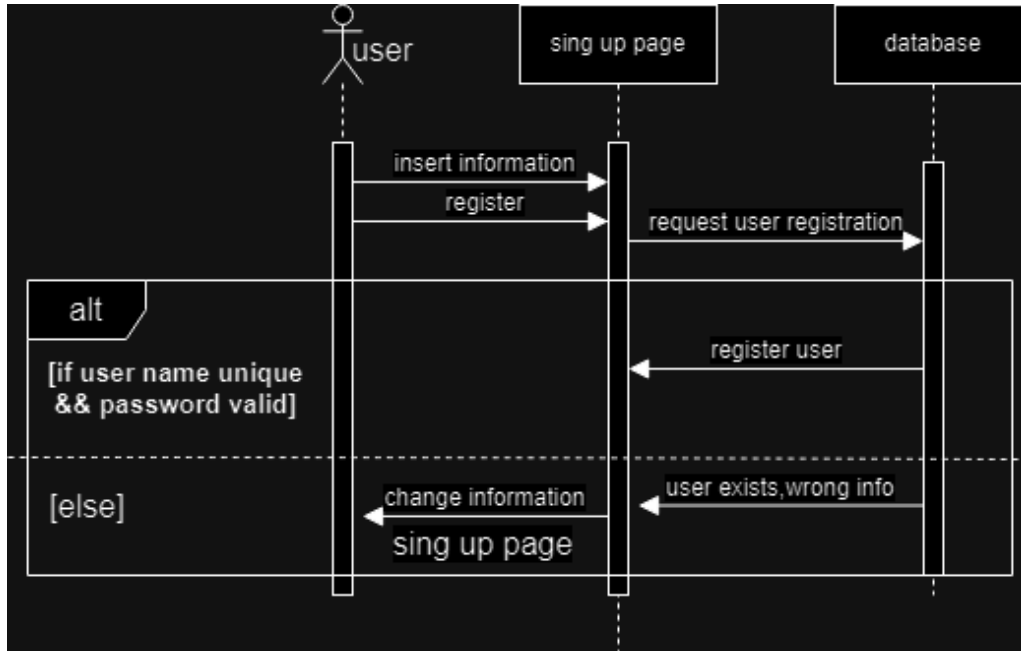 user
sing up page
database
insert information
register
request user registration
alt
register user
[if user name unique
&& password valid]
user exists,wrong info
change information
[else]
sing up page